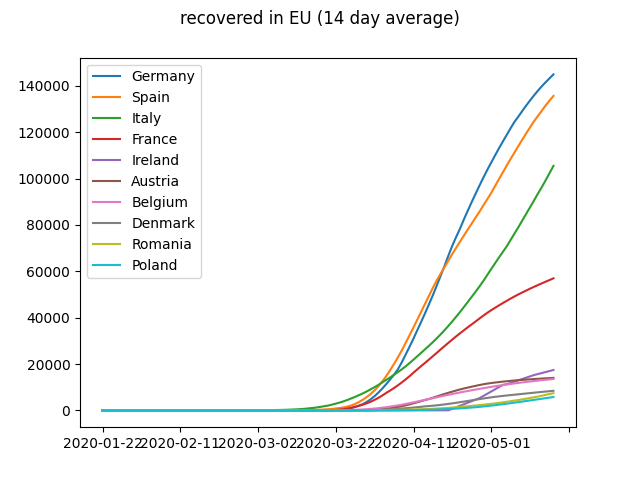 recovered in EU (14 day average)
140000
120000
100000
80000
60000
40000
20000
0
Germany
Spain
Italy
France
Ireland
Austria
Belgium
Denmark
Romania
Poland
2020-01-22 2020-02-11 2020-03-02 2020-03-22 2020-04-11 2020-05-01